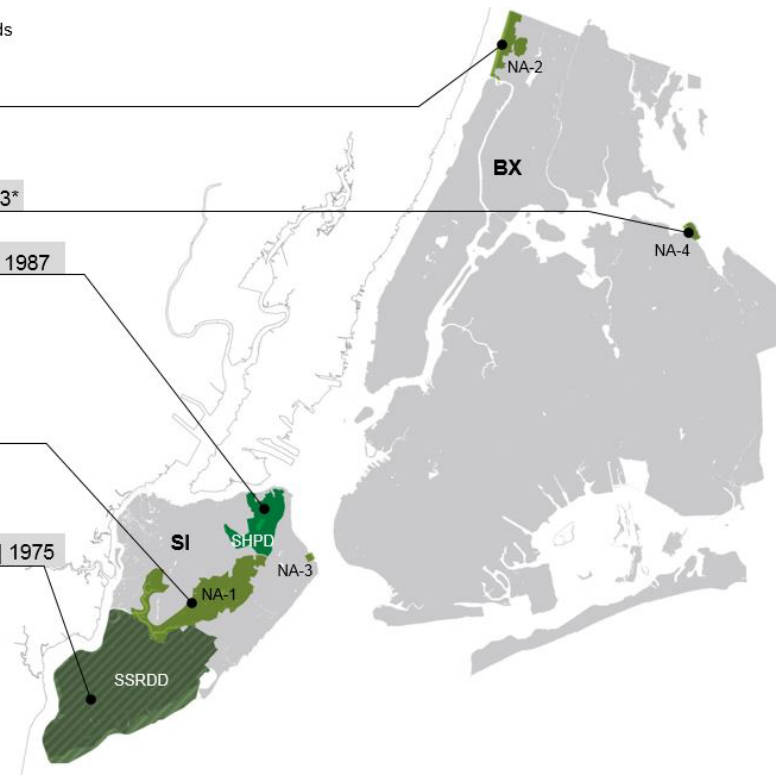 ds
NA-2
BX
3*
NA-4
1987
SI
SHPD
1975
NA-3
NA-1
SSRDD